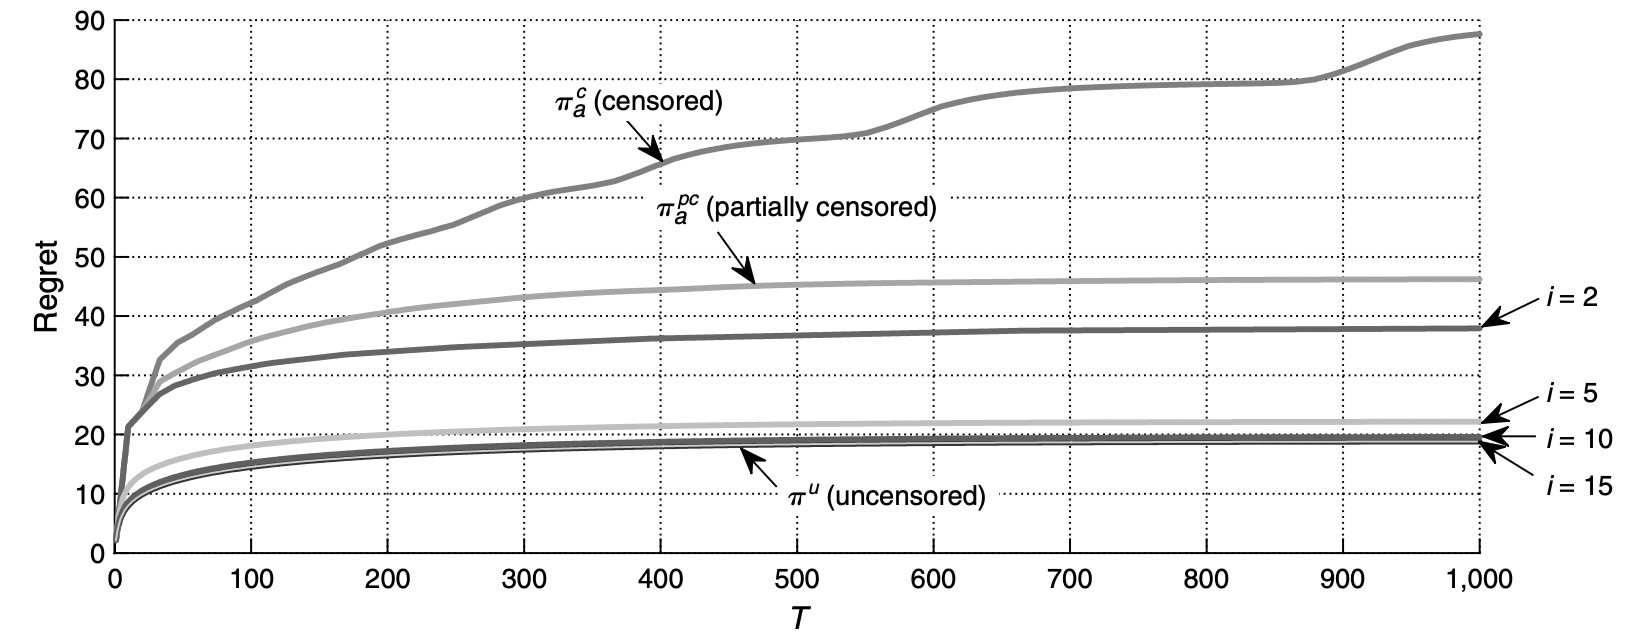 90
80
70
60
50
40
30
20
10
0
Regret
π_a^c (censored)
π_a^{pc} (partially censored)
π^u (uncensored)
i = 2
i = 5
i = 10
i = 15
0 100 200 300 400 500 600 700 800 900 1,000
T